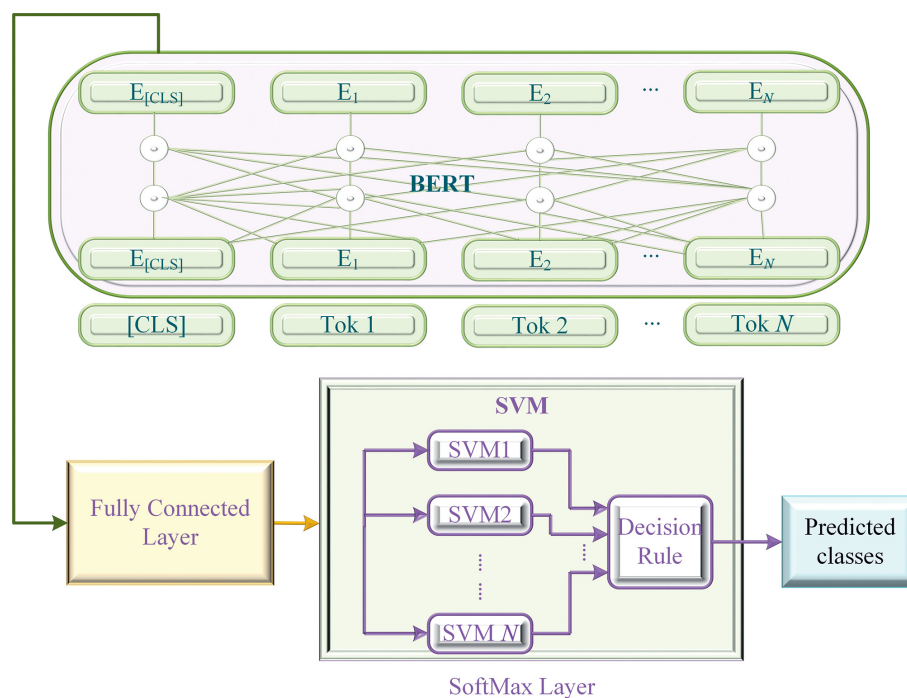 E[CLS] E1 E2 ... EN
BERT
E[CLS] E1 E2 ... EN
[CLS] Tok 1 Tok 2 ... Tok N
SVM
SVM1
Fully Connected
Layer
SVM2
Decision
Rule
Predicted
classes
SVM N
SoftMax Layer